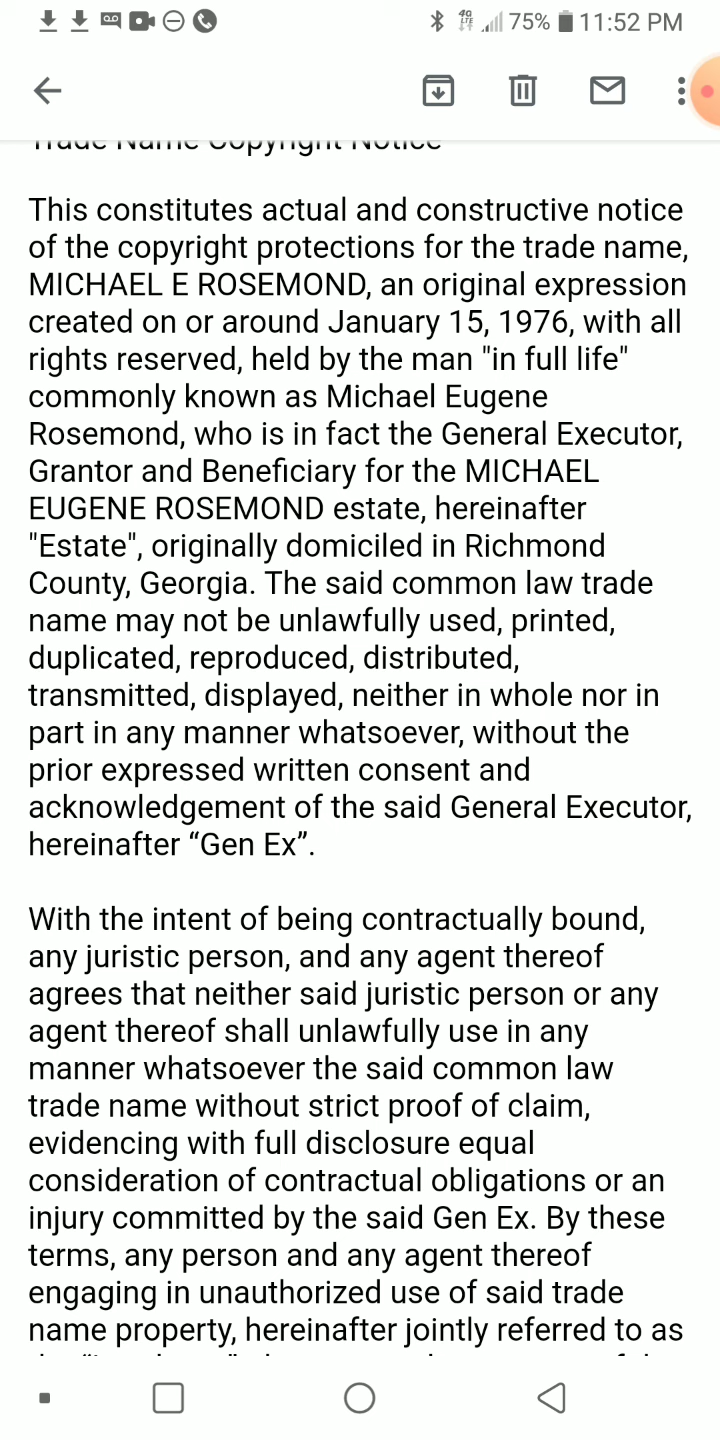 75% 11:52 PM
Trade Name Copyright Notice
This constitutes actual and constructive notice
of the copyright protections for the trade name,
MICHAEL E ROSEMOND, an original expression
created on or around January 15, 1976, with all
rights reserved, held by the man "in full life"
commonly known as Michael Eugene
Rosemond, who is in fact the General Executor,
Grantor and Beneficiary for the MICHAEL
EUGENE ROSEMOND estate, hereinafter
"Estate", originally domiciled in Richmond
County, Georgia. The said common law trade
name may not be unlawfully used, printed,
duplicated, reproduced, distributed,
transmitted, displayed, neither in whole nor in
part in any manner whatsoever, without the
prior expressed written consent and
acknowledgement of the said General Executor,
hereinafter “Gen Ex”.
With the intent of being contractually bound,
any juristic person, and any agent thereof
agrees that neither said juristic person or any
agent thereof shall unlawfully use in any
manner whatsoever the said common law
trade name without strict proof of claim,
evidencing with full disclosure equal
consideration of contractual obligations or an
injury committed by the said Gen Ex. By these
terms, any person and any agent thereof
engaging in unauthorized use of said trade
name property, hereinafter jointly referred to as